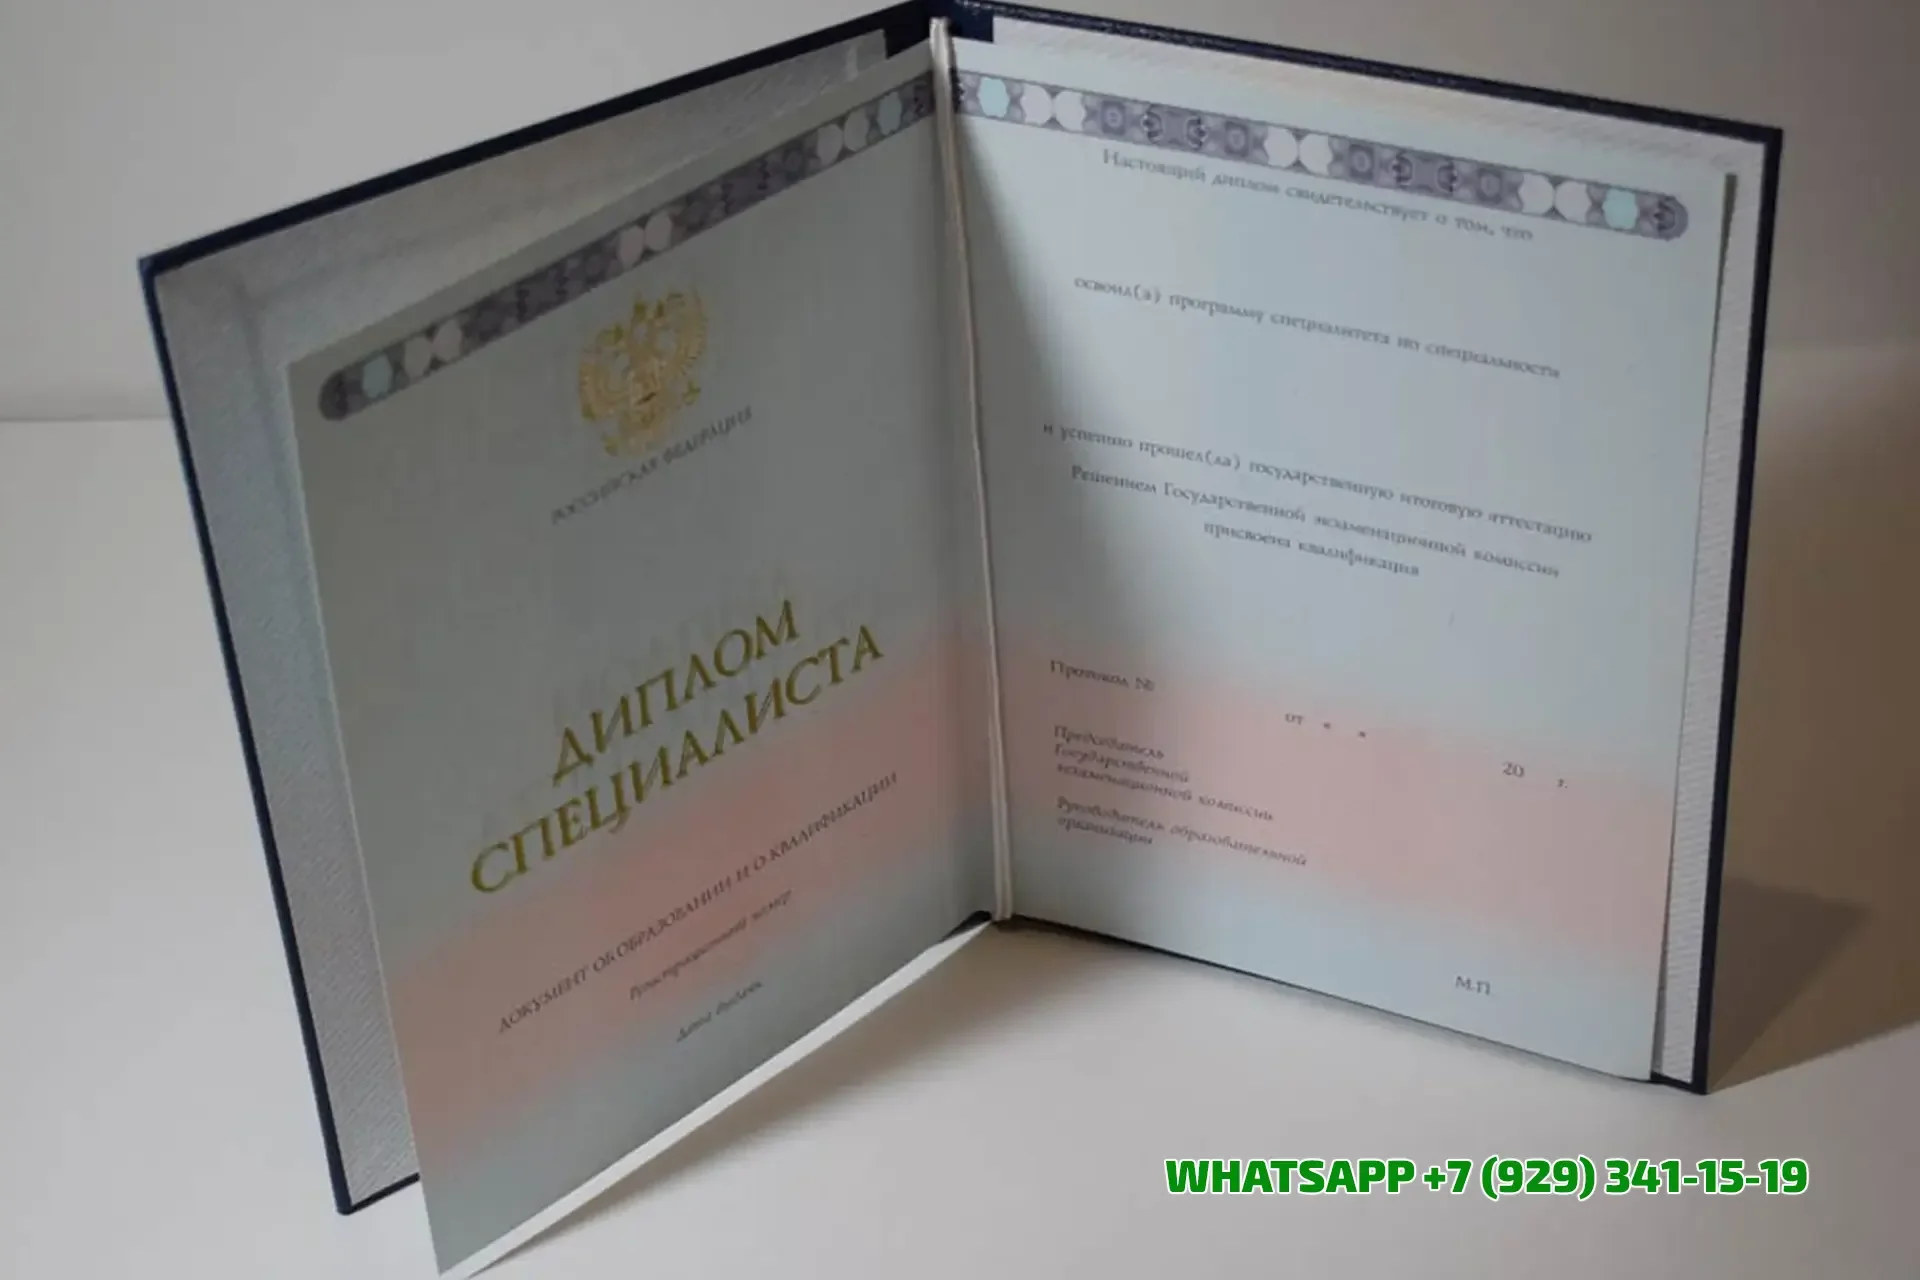 РОССИЙСКАЯ ФЕДЕРАЦИЯ
ДИПЛОМ
СПЕЦИАЛИСТА
ДОКУМЕНТ ОБ ОБРАЗОВАНИИ И О КВАЛИФИКАЦИИ
Регистрационный номер
Дата выдачи
Настоящий диплом свидетельствует о том, что
освоил(а) программу специалитета по специальности
и успешно прошел(ла) государственную итоговую аттестацию
Решением Государственной экзаменационной комиссии
присвоена квалификация
Протокол №
от « » 20 г.
Председатель
Государственной
экзаменационной комиссии
Руководитель образовательной
организации
М.П.
WHATSAPP +7 (929) 341-15-19